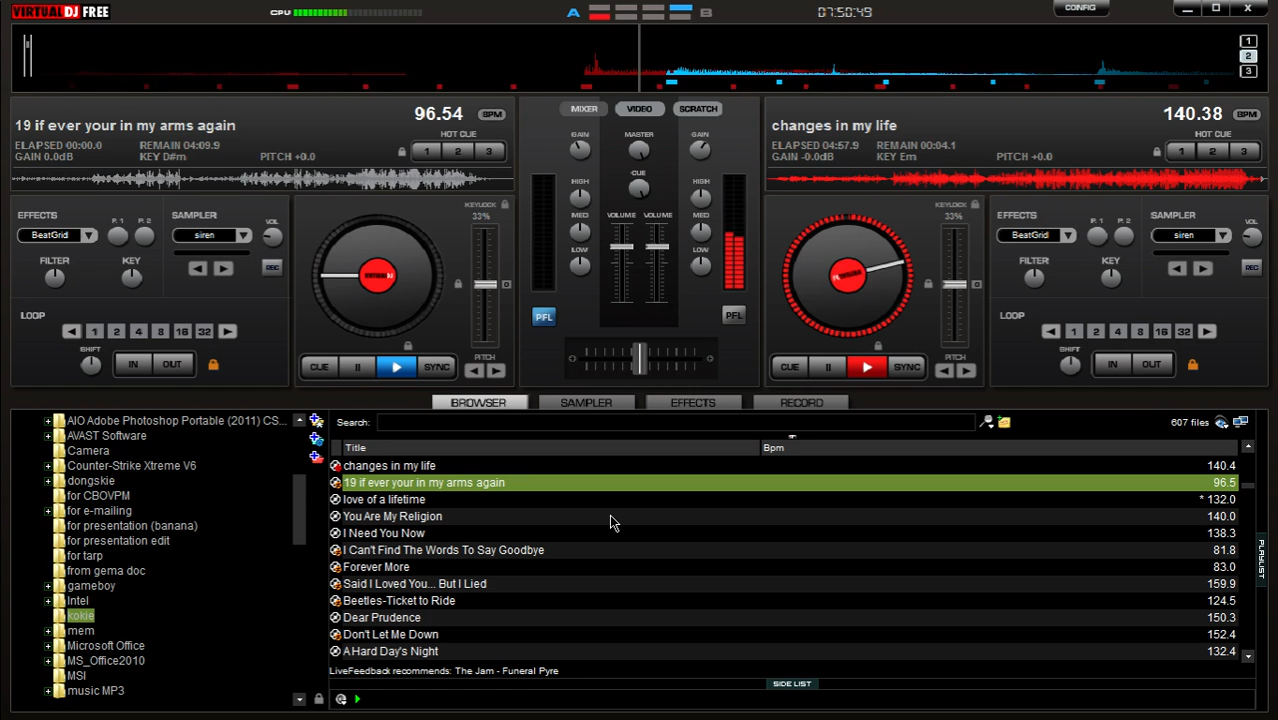 VIRTUAL DJ FREE
CPU
A B
07:50:49
CONFIG
1
2
3
19 if ever your in my arms again
96.54 BPM
ELAPSED 00:00.0 REMAIN 04:09.9
GAIN 0.0dB KEY D#m PITCH +0.0
HOT CUE
1 2 3
MIXER VIDEO SCRATCH
GAIN MASTER GAIN
CUE
HIGH HIGH
MED MED
VOLUME VOLUME
LOW LOW
PFL PFL
changes in my life
140.38 BPM
ELAPSED 04:57.9 REMAIN 00:04.1
GAIN -0.0dB KEY Em PITCH +0.0
HOT CUE
1 2 3
EFFECTS P. 1 P. 2
BeatGrid
FILTER KEY
SAMPLER VOL
siren
REC
LOOP
1 2 4 8 16 32
SHIFT
IN OUT
KEYLOCK
33%
0
CUE II SYNC
PITCH
KEYLOCK
33%
0
CUE II SYNC
PITCH
EFFECTS P. 1 P. 2
BeatGrid
FILTER KEY
SAMPLER VOL
siren
REC
LOOP
1 2 4 8 16 32
SHIFT
IN OUT
BROWSER SAMPLER EFFECTS RECORD
AIO Adobe Photoshop Portable (2011) CS...
AVAST Software
Camera
Counter-Strike Xtreme V6
dongskie
for CBOVPM
for e-mailing
for presentation (banana)
for presentation edit
for tarp
from gema doc
gameboy
Intel
kokie
mem
Microsoft Office
MS_Office2010
MSI
music MP3
Search:
607 files
Title Bpm
changes in my life 140.4
19 if ever your in my arms again 96.5
love of a lifetime * 132.0
You Are My Religion 140.0
I Need You Now 138.3
I Can't Find The Words To Say Goodbye 81.8
Forever More 83.0
Said I Loved You... But I Lied 159.9
Beetles-Ticket to Ride 124.5
Dear Prudence 150.3
Don't Let Me Down 152.4
A Hard Day's Night 132.4
LiveFeedback recommends: The Jam - Funeral Pyre
SIDE LIST
PLAYLIST